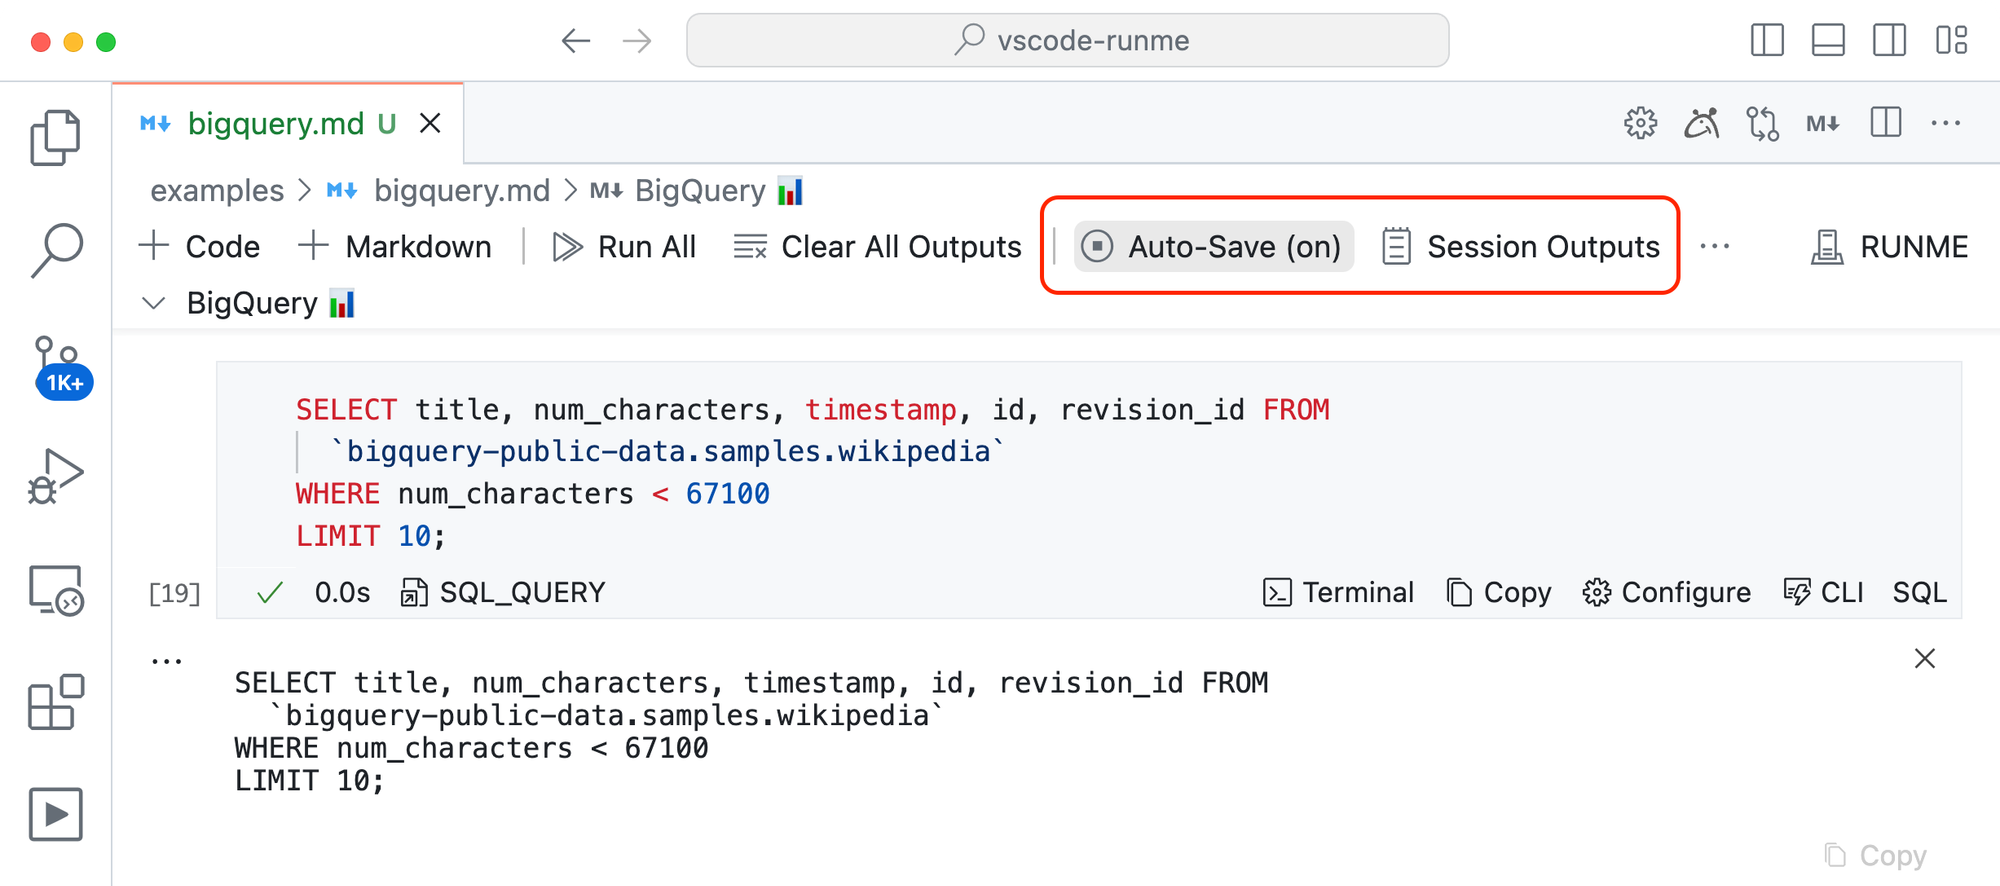 vscode-runme
M↓ bigquery.md U
M↓
examples > M↓ bigquery.md > M↓ BigQuery
Code Markdown Run All Clear All Outputs Auto-Save (on) Session Outputs ... RUNME
BigQuery
1K+
SELECT title, num_characters, timestamp, id, revision_id FROM
`bigquery-public-data.samples.wikipedia`
WHERE num_characters < 67100
LIMIT 10;
[19] 0.0s SQL_QUERY Terminal Copy Configure CLI SQL
...
SELECT title, num_characters, timestamp, id, revision_id FROM
`bigquery-public-data.samples.wikipedia`
WHERE num_characters < 67100
LIMIT 10;
Copy